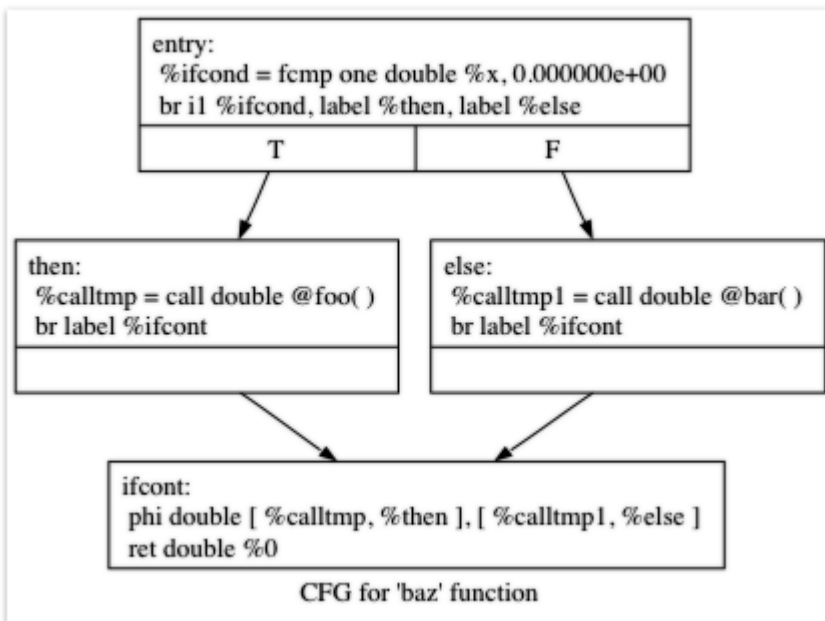 entry:
%ifcond = fcmp one double %x, 0.000000e+00
br i1 %ifcond, label %then, label %else
T
F
then:
%calltmp = call double @foo( )
br label %ifcont
else:
%calltmp1 = call double @bar( )
br label %ifcont
ifcont:
phi double [ %calltmp, %then ], [ %calltmp1, %else ]
ret double %0
CFG for 'baz' function